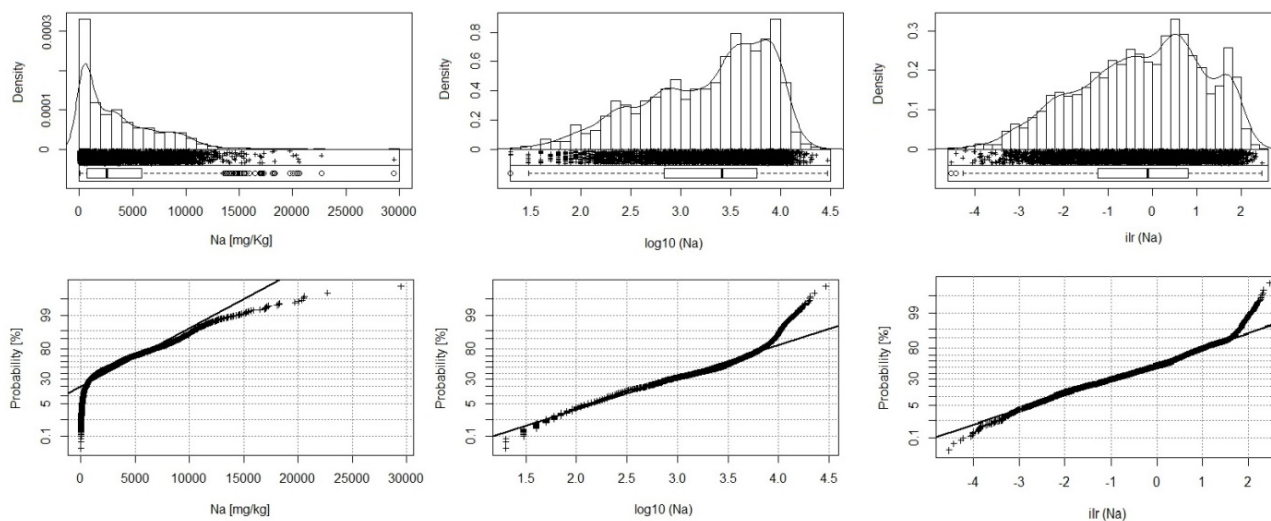 Density
0.0003
0.0001
0
0 5000 10000 15000 20000 25000 30000
Na [mg/Kg]
Density
0.8
0.6
0.4
0.2
0
1.5 2.0 2.5 3.0 3.5 4.0 4.5
log10 (Na)
Density
0.3
0.2
0.1
0
-4 -3 -2 -1 0 1 2
ilr (Na)
Probability [%]
99
80
30
5
0.1
0 5000 10000 15000 20000 25000 30000
Na [mg/kg]
Probability [%]
99
80
30
5
0.1
1.5 2.0 2.5 3.0 3.5 4.0 4.5
log10 (Na)
Probability [%]
99
80
30
5
0.1
-4 -3 -2 -1 0 1 2
ilr (Na)